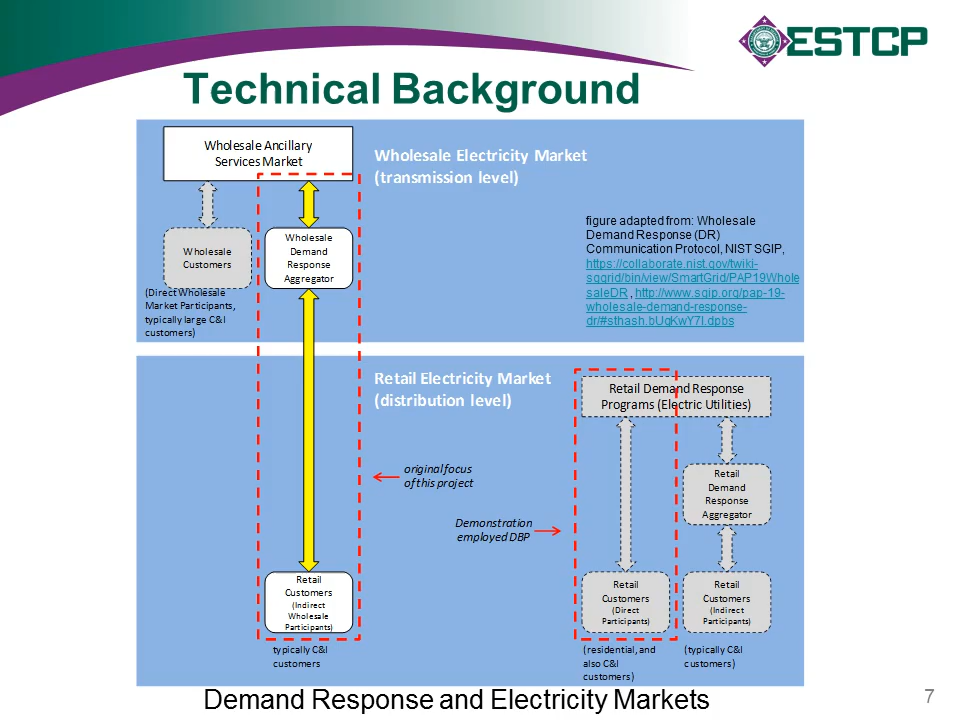 ESTCP
Technical Background
Wholesale Ancillary
Services Market
Wholesale Electricity Market
(transmission level)
Wholesale
Customers
Wholesale
Demand
Response
Aggregator
(Direct Wholesale
Market Participants,
typically large C&I
customers)
figure adapted from: Wholesale
Demand Response (DR)
Communication Protocol, NIST SGIP,
https://collaborate.nist.gov/twiki-
sggrid/bin/view/SmartGrid/PAP19Whole
saleDR , http://www.sgip.org/pap-19-
wholesale-demand-response-
dr/#sthash.bUgKwY7I.dpbs
Retail Electricity Market
(distribution level)
Retail Demand Response
Programs (Electric Utilities)
original focus
of this project
Demonstration
employed DBP
Retail
Demand
Response
Aggregator
Retail
Customers
(Indirect
Wholesale
Participants)
Retail
Customers
(Direct
Participants)
Retail
Customers
(Indirect
Participants)
typically C&I
customers
(residential, and
also C&I
customers)
(typically C&I
customers)
Demand Response and Electricity Markets
7